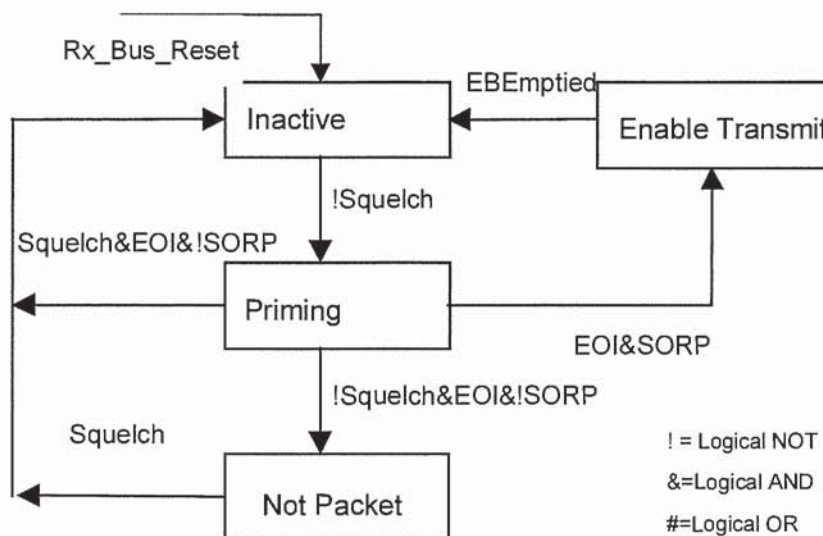 Rx_Bus_Reset
EBEmptied
Inactive
Enable Transmit
!Squelch
Squelch&EOI&!SORP
Priming
EOI&SORP
!Squelch&EOI&!SORP
Squelch
! = Logical NOT
Not Packet
&=Logical AND
#=Logical OR